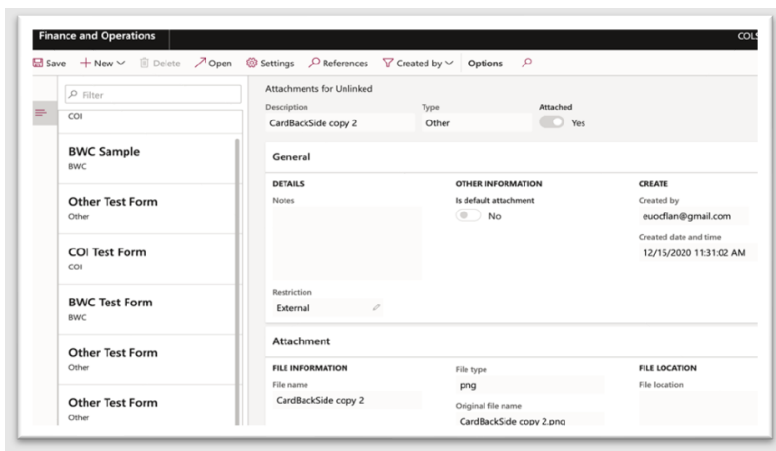 Finance and Operations
COLS
Save New Delete Open Settings References Created by Options
Filter
COI
BWC Sample
BWC
Other Test Form
Other
COI Test Form
COI
BWC Test Form
BWC
Other Test Form
Other
Other Test Form
Other
Attachments for Unlinked
Description Type Attached
CardBackSide copy 2 Other Yes
General
DETAILS OTHER INFORMATION CREATE
Notes Is default attachment Created by
No euocflan@gmail.com
Created date and time
12/15/2020 11:31:02 AM
Restriction
External
Attachment
FILE INFORMATION File type FILE LOCATION
File name png File location
CardBackSide copy 2 Original file name
CardBackSide copy 2.png